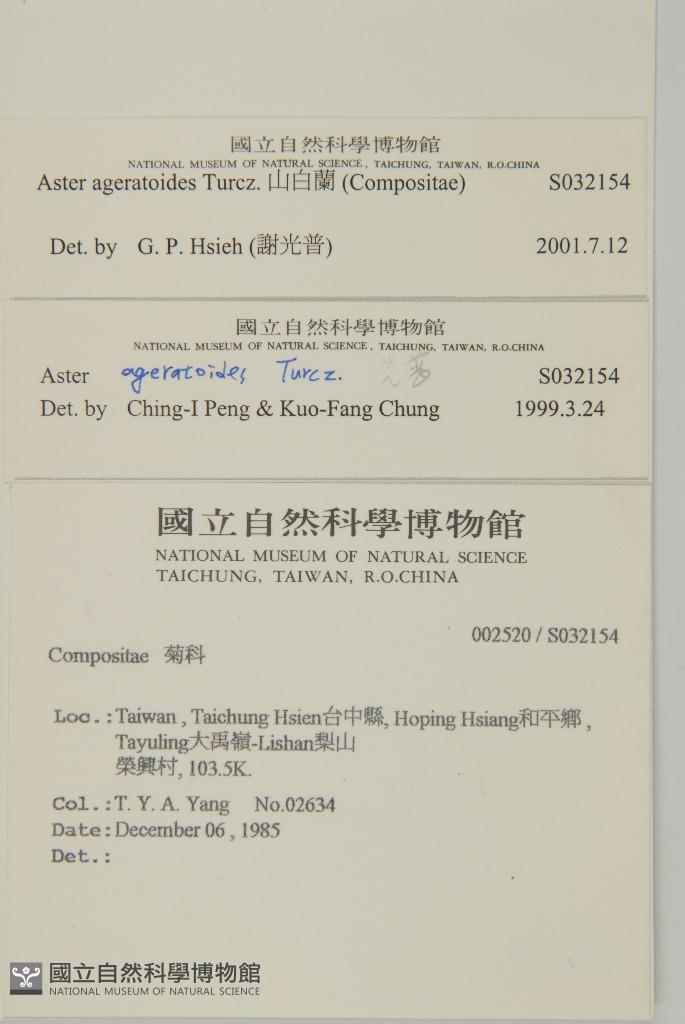 國立自然科學博物館
NATIONAL MUSEUM OF NATURAL SCIENCE, TAICHUNG, TAIWAN, R.O.CHINA
Aster ageratoides Turcz. 山白蘭 (Compositae) S032154
Det. by G. P. Hsieh (謝光普) 2001.7.12
國立自然科學博物館
NATIONAL MUSEUM OF NATURAL SCIENCE, TAICHUNG, TAIWAN, R.O.CHINA
Aster ageratoides Turcz. S032154
Det. by Ching-I Peng & Kuo-Fang Chung 1999.3.24
國立自然科學博物館
NATIONAL MUSEUM OF NATURAL SCIENCE
TAICHUNG, TAIWAN, R.O.CHINA
002520 / S032154
Compositae 菊科
Loc.: Taiwan , Taichung Hsien台中縣, Hoping Hsiang和平鄉 ,
Tayuling大禹嶺-Lishan梨山
榮興村, 103.5K.
Col.: T. Y. A. Yang No.02634
Date: December 06 , 1985
Det.:
國立自然科學博物館
NATIONAL MUSEUM OF NATURAL SCIENCE